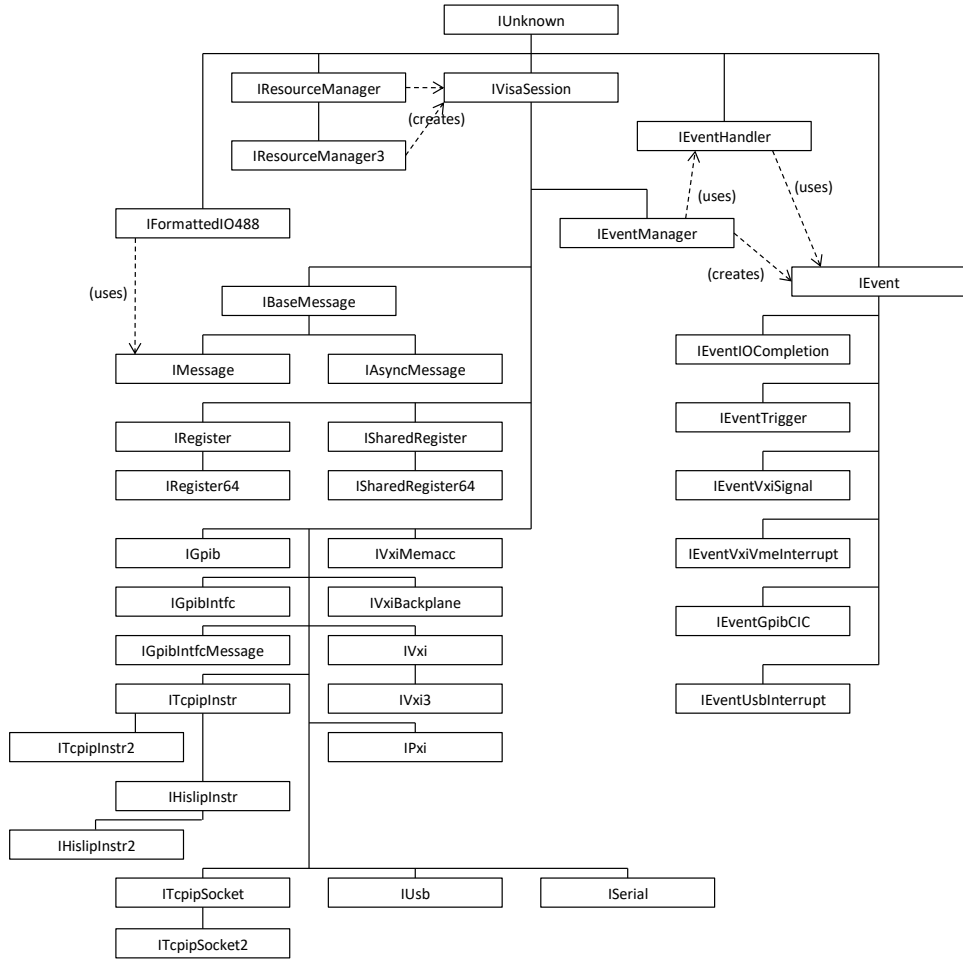 IUnknown
IResourceManager
IVisaSession
(creates)
IEventHandler
IResourceManager3
(uses)
(uses)
IFormattedIO488
IEventManager
(creates)
IEvent
(uses)
IBaseMessage
IEventIOCompletion
IMessage
IAsyncMessage
IEventTrigger
IRegister
ISharedRegister
IRegister64
ISharedRegister64
IEventVxiSignal
IGpib
IVxiMemacc
IEventVxiVmeInterrupt
IGpibIntfc
IVxiBackplane
IEventGpibCIC
IGpibIntfcMessage
IVxi
ITcpipInstr
IVxi3
IEventUsbInterrupt
ITcpipInstr2
IPxi
IHislipInstr
IHislipInstr2
ITcpipSocket
IUsb
ISerial
ITcpipSocket2